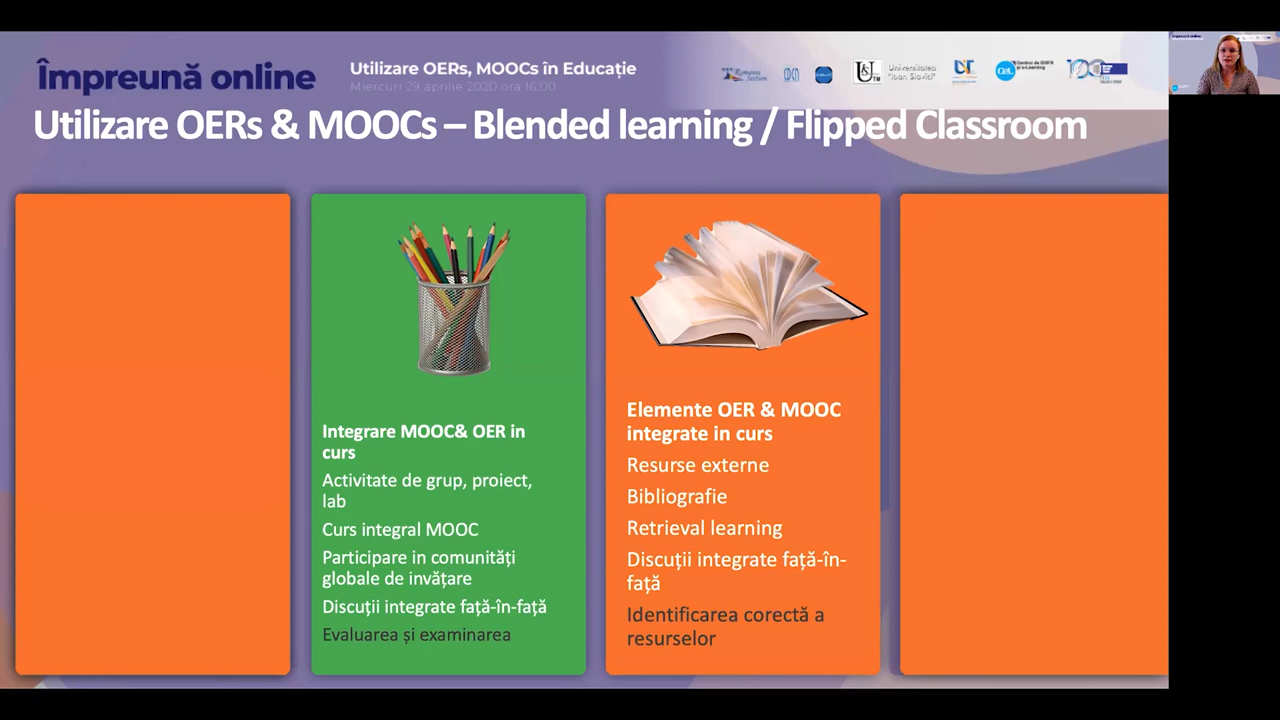 Împreună online
Utilizare OERs, MOOCs în Educație
Miercuri 29 aprilie 2020 ora 16:00
Universitatea
"Ioan Slavici"
Utilizare OERs & MOOCs – Blended learning / Flipped Classroom
Integrare MOOC& OER in
curs
Activitate de grup, proiect,
lab
Curs integral MOOC
Participare in comunități
globale de invățare
Discuții integrate față-în-față
Evaluarea și examinarea
Elemente OER & MOOC
integrate in curs
Resurse externe
Bibliografie
Retrieval learning
Discuții integrate față-în-
față
Identificarea corectă a
resurselor